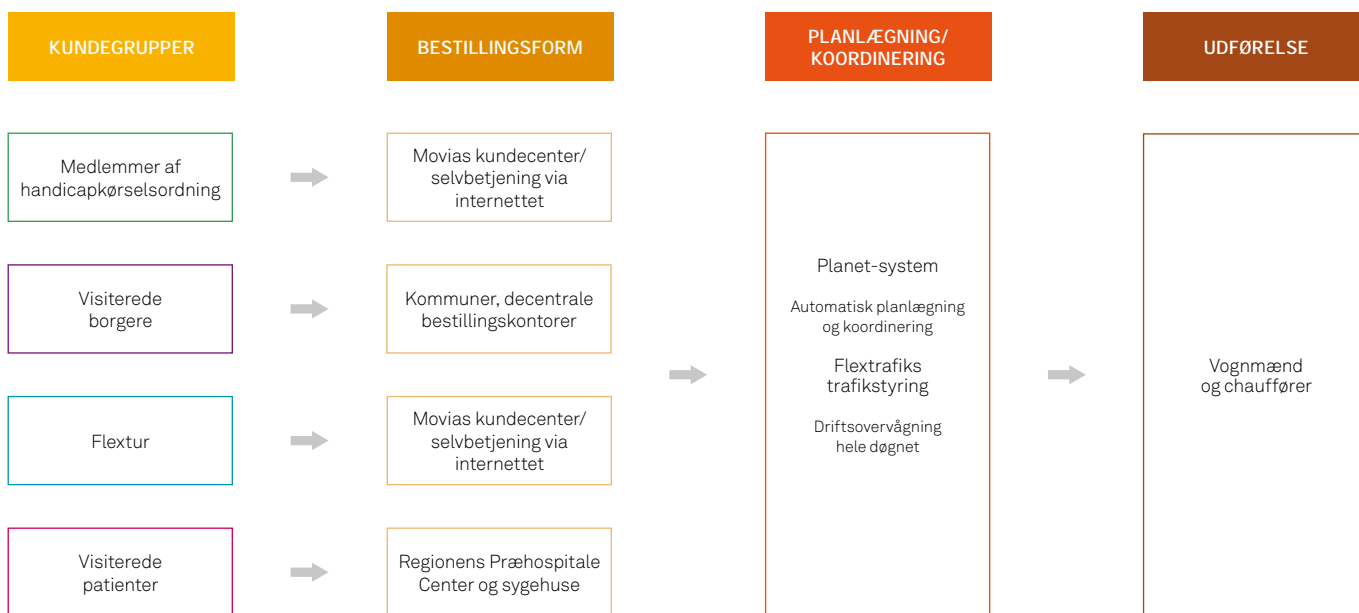 KUNDEGRUPPER
BESTILLINGSFORM
PLANLÆGNING/
KOORDINERING
UDFØRELSE
Medlemmer af
handicapkørselsordning
Movias kundecenter/
selvbetjening via
internettet
Visiterede
borgere
Kommuner, decentrale
bestillingskontorer
Flextur
Movias kundecenter/
selvbetjening via
internettet
Visiterede
patienter
Regionens Præhospitale
Center og sygehuse
Planet-system
Automatisk planlægning
og koordinering
Flextrafiks
trafikstyring
Driftsovervågning
hele døgnet
Vognmænd
og chauffører